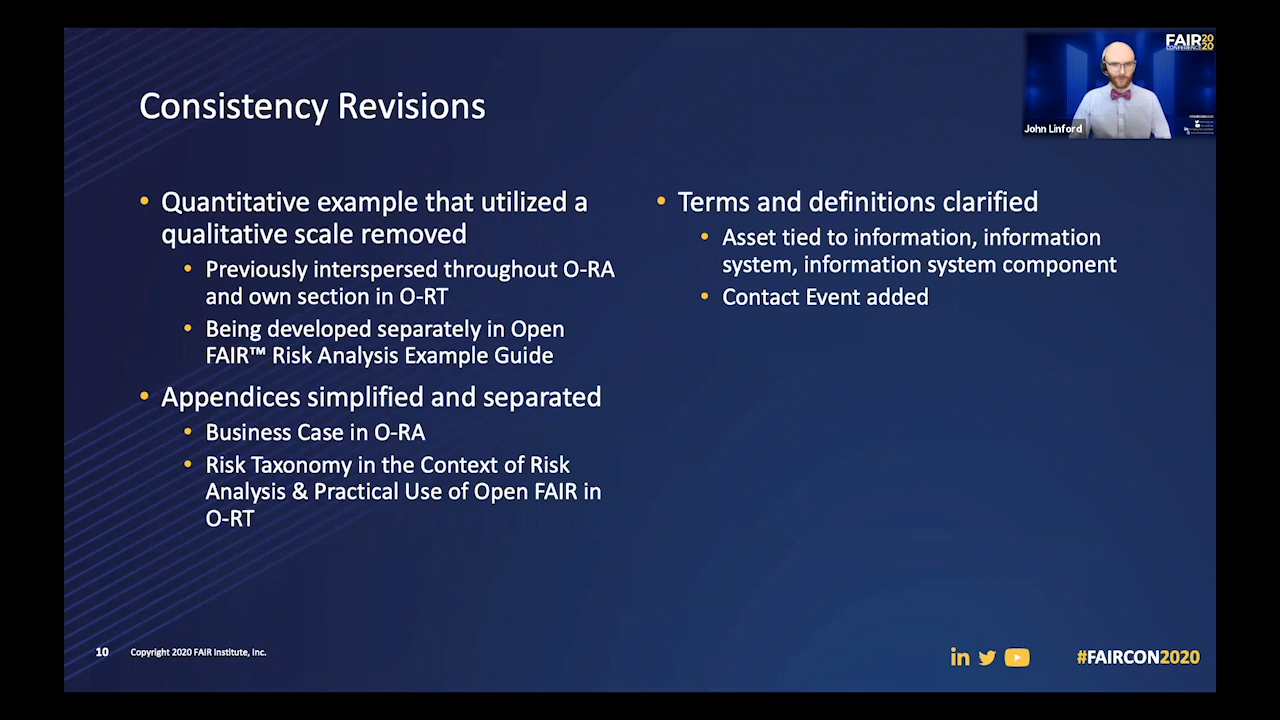 FAIR2020
CONFERENCE
John Linford
Consistency Revisions
• Quantitative example that utilized a
qualitative scale removed
• Previously interspersed throughout O-RA
and own section in O-RT
• Being developed separately in Open
FAIR™ Risk Analysis Example Guide
• Appendices simplified and separated
• Business Case in O-RA
• Risk Taxonomy in the Context of Risk
Analysis & Practical Use of Open FAIR in
O-RT
• Terms and definitions clarified
• Asset tied to information, information
system, information system component
• Contact Event added
10
Copyright 2020 FAIR Institute, Inc.
in
#FAIRCON2020